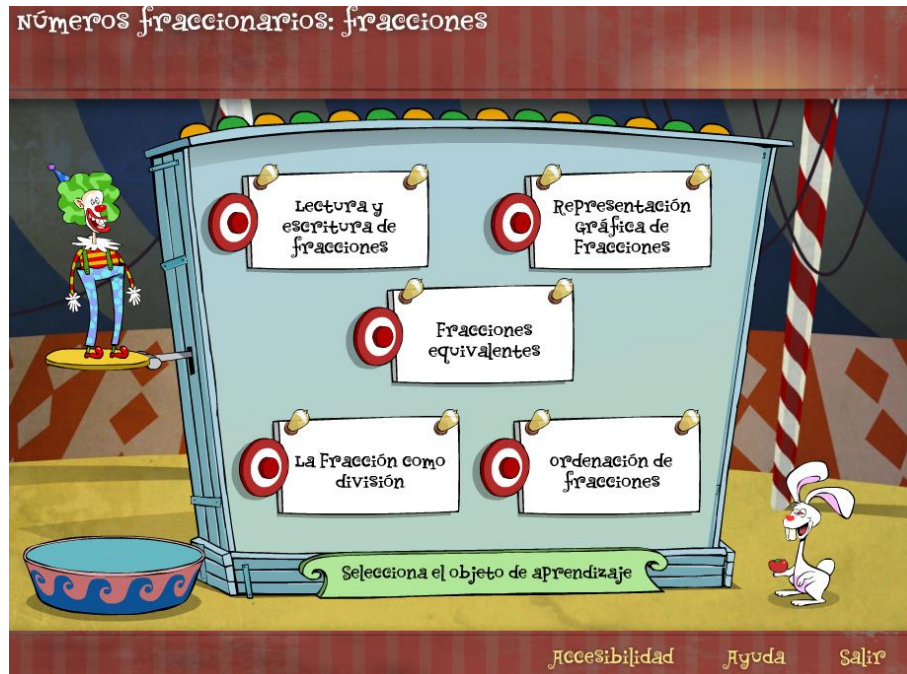 Números fraccionarios: fracciones
Lectura y
escritura de
fracciones
Representación
Gráfica de
Fracciones
Fracciones
equivalentes
La Fracción como
división
ordenación de
fracciones
Selecciona el objeto de aprendizaje
Accesibilidad
Ayuda
Salir